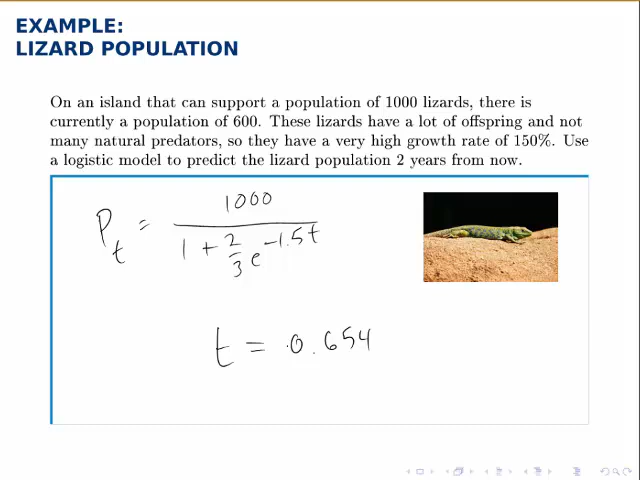 EXAMPLE:
LIZARD POPULATION
On an island that can support a population of 1000 lizards, there is
currently a population of 600. These lizards have a lot of offspring and not
many natural predators, so they have a very high growth rate of 150%. Use
a logistic model to predict the lizard population 2 years from now.
P_t = 1000 / (1 + 2/3 e^{-1.5t})
t = 0.654